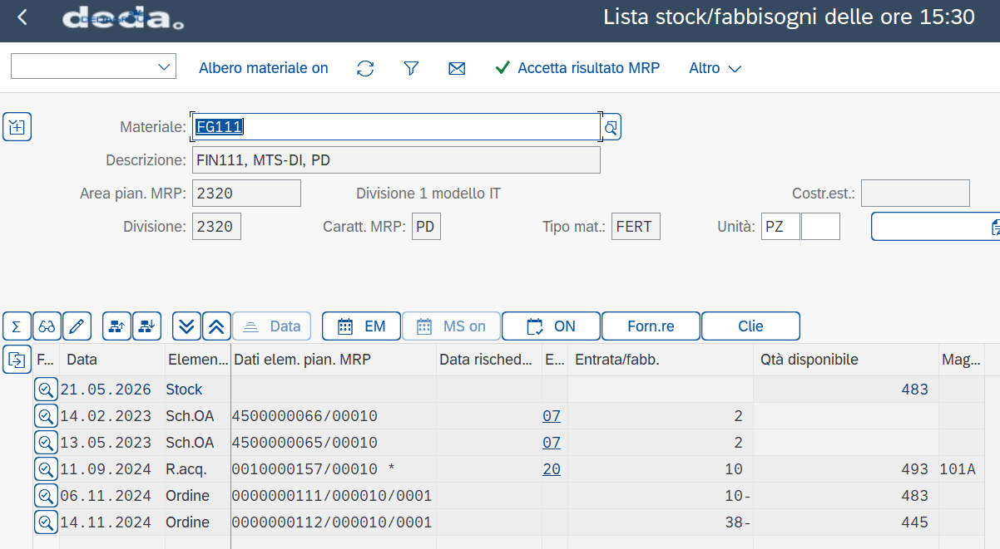 deda.
Lista stock/fabbisogni delle ore 15:30
Albero materiale on
Accetta risultato MRP
Altro
Materiale: FG111
Descrizione: FIN111, MTS-DI, PD
Area pian. MRP: 2320 Divisione 1 modello IT Costr.est.:
Divisione: 2320 Caratt. MRP: PD Tipo mat.: FERT Unità: PZ
Σ Data EM MS on ON Forn.re Clie
F... Data Elemen... Dati elem. pian. MRP Data risched... E... Entrata/fabb. Qtà disponibile Mag...
21.05.2026 Stock 483
14.02.2023 Sch.OA 4500000066/00010 07 2
13.05.2023 Sch.OA 4500000065/00010 07 2
11.09.2024 R.acq. 0010000157/00010 * 20 10 493 101A
06.11.2024 Ordine 0000000111/000010/0001 10- 483
14.11.2024 Ordine 0000000112/000010/0001 38- 445